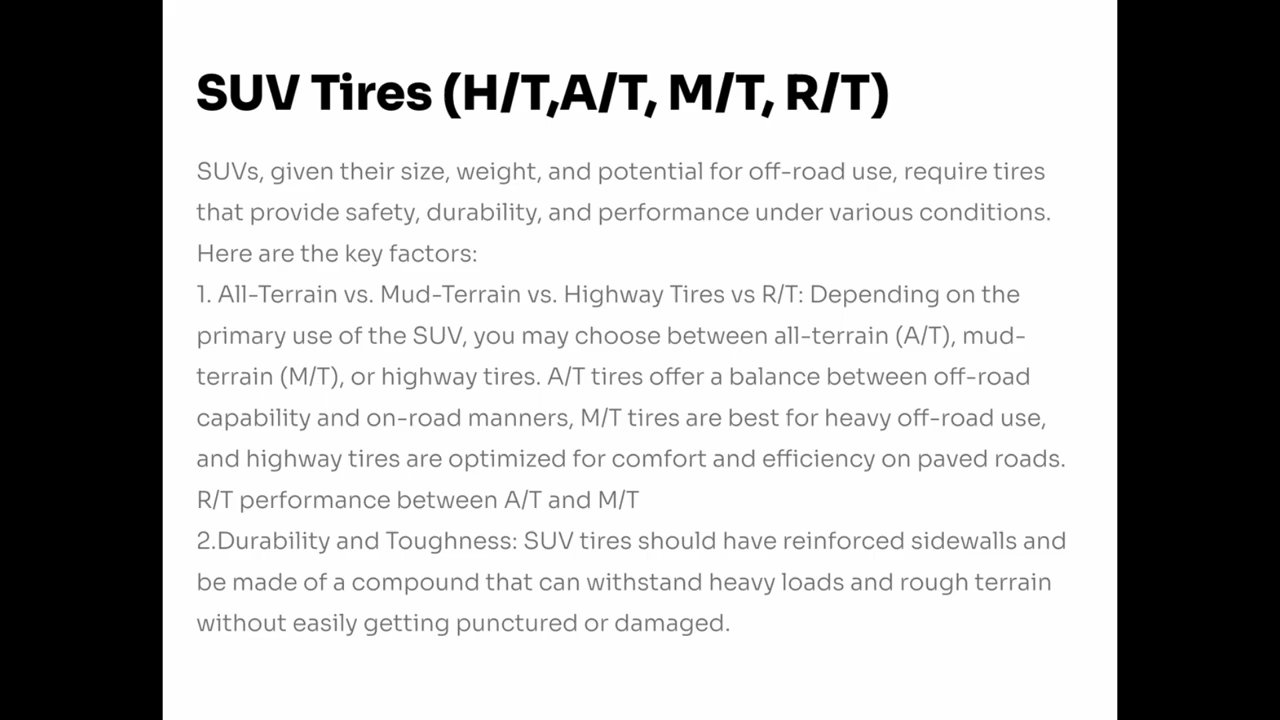 SUV Tires (H/T,A/T, M/T, R/T)
SUVs, given their size, weight, and potential for off-road use, require tires
that provide safety, durability, and performance under various conditions.
Here are the key factors:
1. All-Terrain vs. Mud-Terrain vs. Highway Tires vs R/T: Depending on the
primary use of the SUV, you may choose between all-terrain (A/T), mud-
terrain (M/T), or highway tires. A/T tires offer a balance between off-road
capability and on-road manners, M/T tires are best for heavy off-road use,
and highway tires are optimized for comfort and efficiency on paved roads.
R/T performance between A/T and M/T
2.Durability and Toughness: SUV tires should have reinforced sidewalls and
be made of a compound that can withstand heavy loads and rough terrain
without easily getting punctured or damaged.